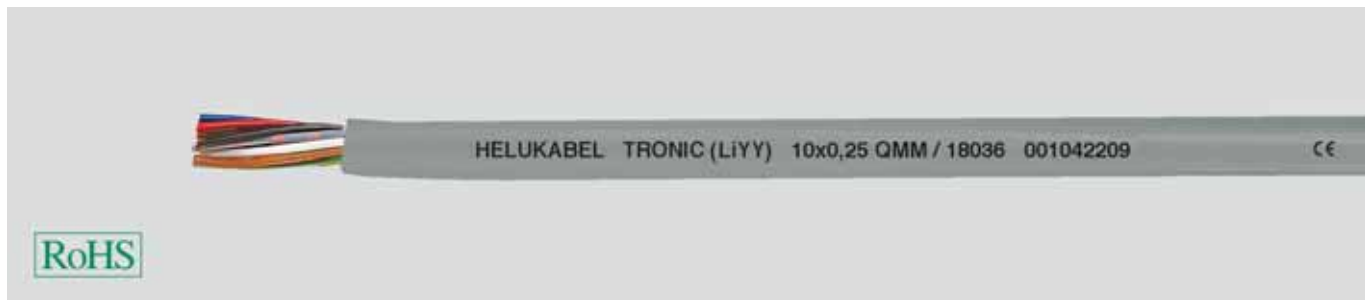 HELUKABEL TRONIC (LiYY) 10x0,25 QMM / 18036 001042209 CE
RoHS